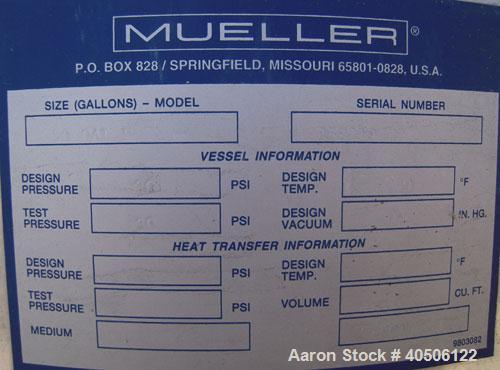 MUELLER®
P.O. BOX 828 / SPRINGFIELD, MISSOURI 65801-0828, U.S.A.
SIZE (GALLONS) – MODEL SERIAL NUMBER
VESSEL INFORMATION
DESIGN PRESSURE PSI DESIGN TEMP. °F
TEST PRESSURE PSI DESIGN VACUUM IN. HG.
HEAT TRANSFER INFORMATION
DESIGN PRESSURE PSI DESIGN TEMP. °F
TEST PRESSURE PSI VOLUME CU. FT.
MEDIUM
9803082
Aaron Stock # 40506122